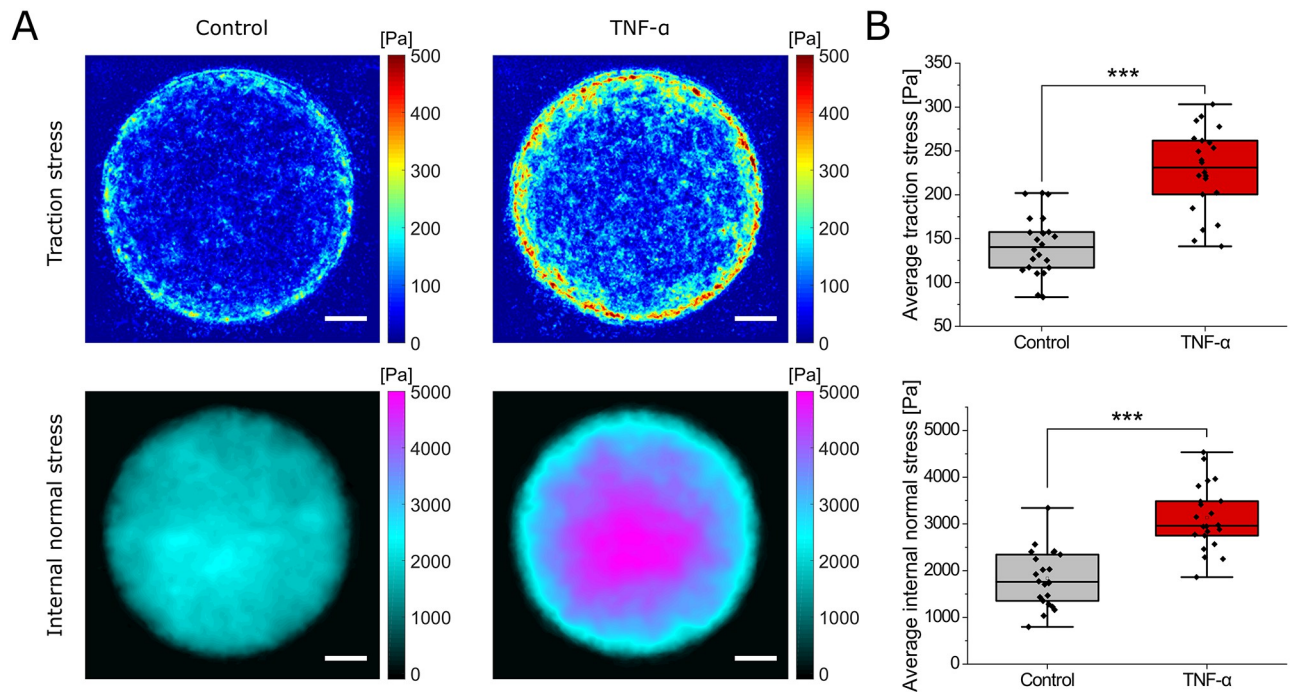 A
Control
TNF-α
B
Traction stress
[Pa]
500
400
300
200
100
0
[Pa]
500
400
300
200
100
0
Average traction stress [Pa]
350
300
250
200
150
100
50
***
Control
TNF-α
Internal normal stress
[Pa]
5000
4000
3000
2000
1000
0
[Pa]
5000
4000
3000
2000
1000
0
Average internal normal stress [Pa]
5000
4000
3000
2000
1000
0
***
Control
TNF-α